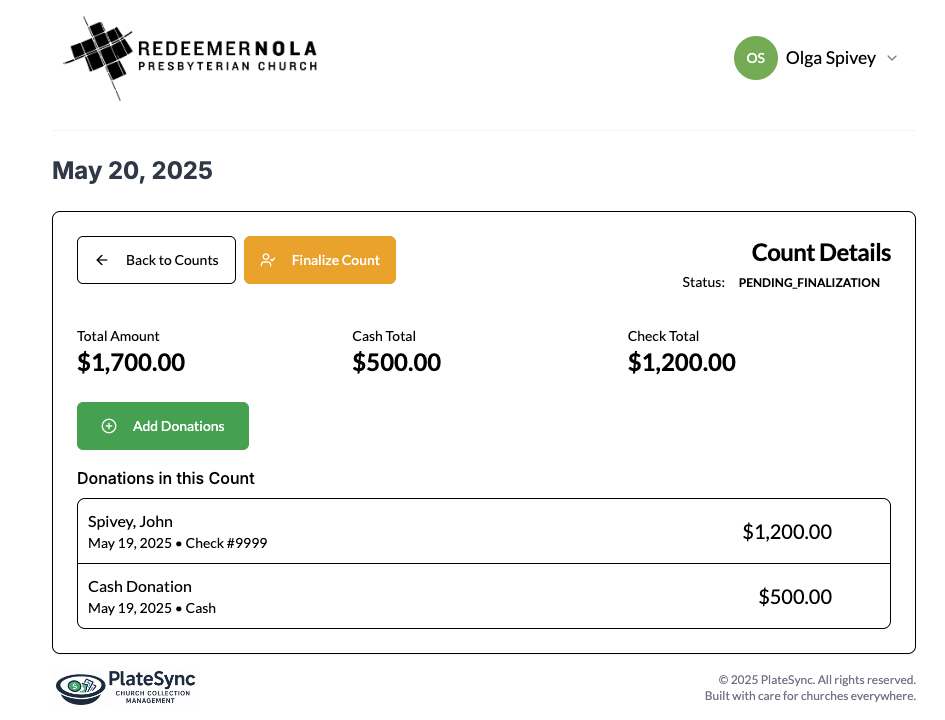 REDEEMERNOLA
PRESBYTERIAN CHURCH
OS
Olga Spivey
May 20, 2025
Back to Counts
Finalize Count
Count Details
Status: PENDING_FINALIZATION
Total Amount
$1,700.00
Cash Total
$500.00
Check Total
$1,200.00
Add Donations
Donations in this Count
Spivey, John
May 19, 2025 • Check #9999
$1,200.00
Cash Donation
May 19, 2025 • Cash
$500.00
PlateSync
CHURCH COLLECTION
MANAGEMENT
© 2025 PlateSync. All rights reserved.
Built with care for churches everywhere.